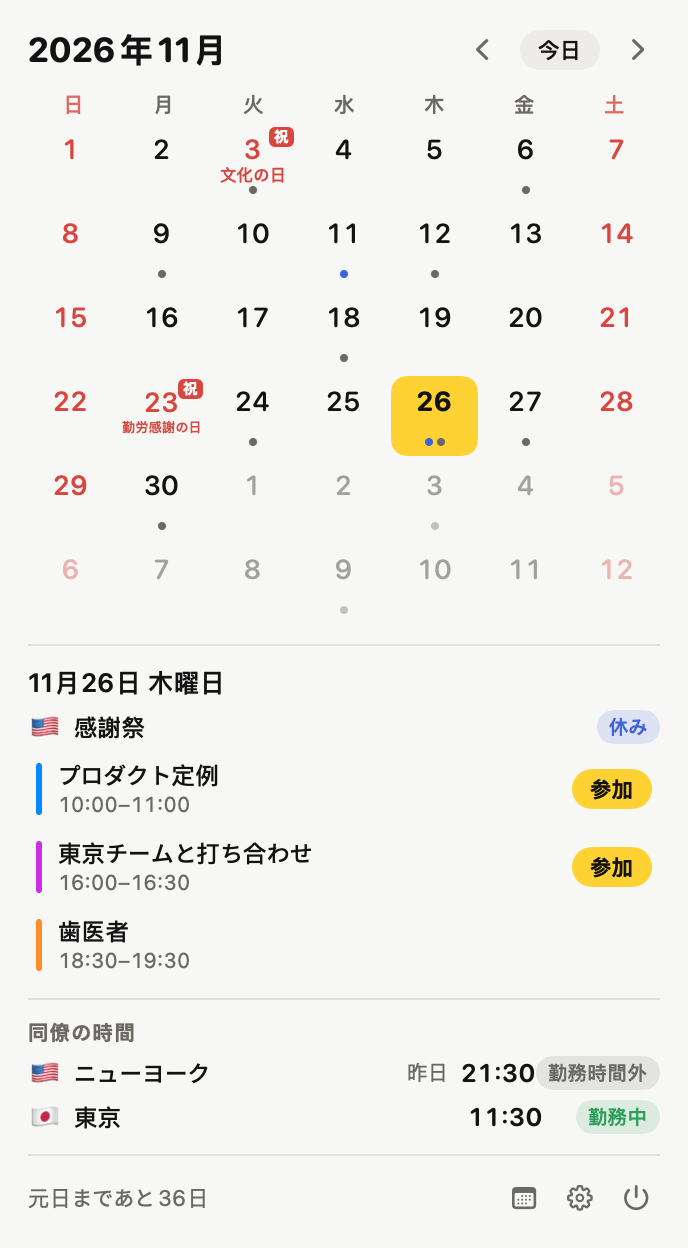 2026年11月
今日
日 月 火 水 木 金 土
1 2 3 祝 4 5 6 7
文化の日
8 9 10 11 12 13 14
15 16 17 18 19 20 21
22 23 祝 24 25 26 27 28
勤労感謝の日
29 30 1 2 3 4 5
6 7 8 9 10 11 12
11月26日 木曜日
🇺🇸 感謝祭 休み
プロダクト定例
10:00–11:00
参加
東京チームと打ち合わせ
16:00–16:30
参加
歯医者
18:30–19:30
同僚の時間
🇺🇸 ニューヨーク 昨日 21:30 勤務時間外
🇯🇵 東京 11:30 勤務中
元日まであと36日